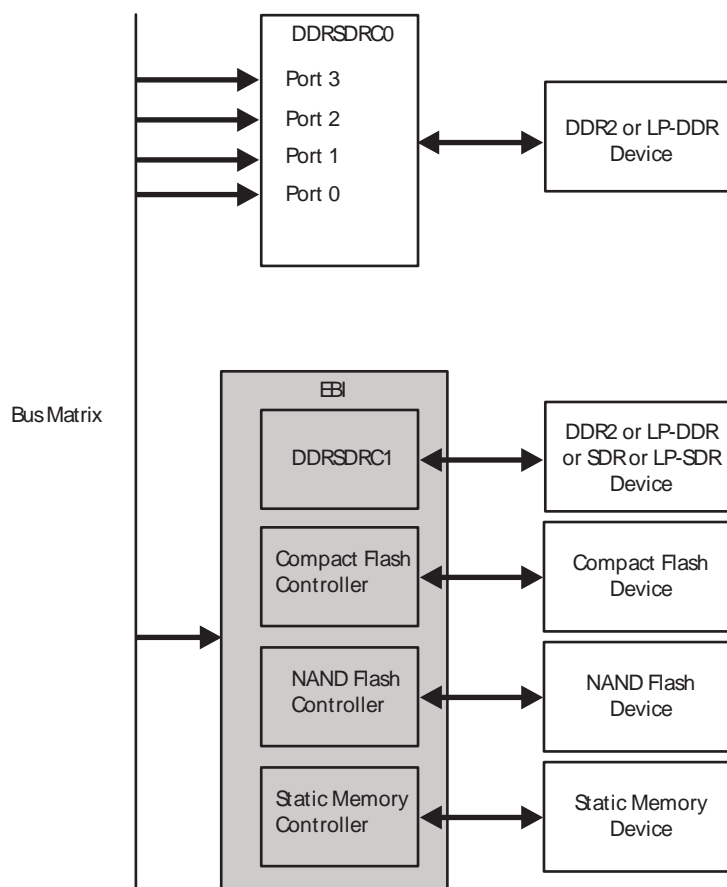 DDRSDRC0
Port 3
Port 2
Port 1
Port 0
DDR2 or LP-DDR
Device
Bus Matrix
EBI
DDRSDRC1
DDR2 or LP-DDR
or SDR or LP-SDR
Device
Compact Flash
Controller
Compact Flash
Device
NAND Flash
Controller
NAND Flash
Device
Static Memory
Controller
Static Memory
Device